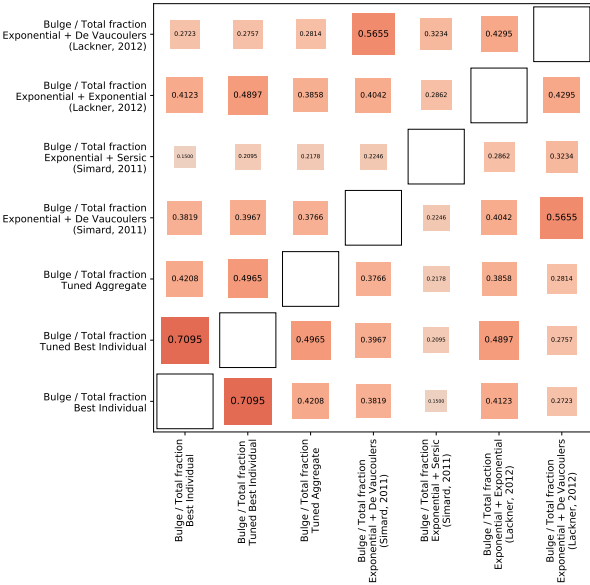 Bulge / Total fraction
Exponential + De Vaucoulers
(Lackner, 2012)
0.2723 0.2757 0.2814 0.5655 0.3234 0.4295
Bulge / Total fraction
Exponential + Exponential
(Lackner, 2012)
0.4123 0.4897 0.3858 0.4042 0.2862 0.4295
Bulge / Total fraction
Exponential + Sersic
(Simard, 2011)
0.1500 0.2095 0.2178 0.2246 0.2862 0.3234
Bulge / Total fraction
Exponential + De Vaucoulers
(Simard, 2011)
0.3819 0.3967 0.3766 0.2246 0.4042 0.5655
Bulge / Total fraction
Tuned Aggregate
0.4208 0.4965 0.3766 0.2178 0.3858 0.2814
Bulge / Total fraction
Tuned Best Individual
0.7095 0.4965 0.3967 0.2095 0.4897 0.2757
Bulge / Total fraction
Best Individual
0.7095 0.4208 0.3819 0.1500 0.4123 0.2723
Bulge / Total fraction
Best Individual
Bulge / Total fraction
Tuned Best Individual
Bulge / Total fraction
Tuned Aggregate
Bulge / Total fraction
Exponential + De Vaucoulers
(Simard, 2011)
Bulge / Total fraction
Exponential + Sersic
(Simard, 2011)
Bulge / Total fraction
Exponential + Exponential
(Lackner, 2012)
Bulge / Total fraction
Exponential + De Vaucoulers
(Lackner, 2012)